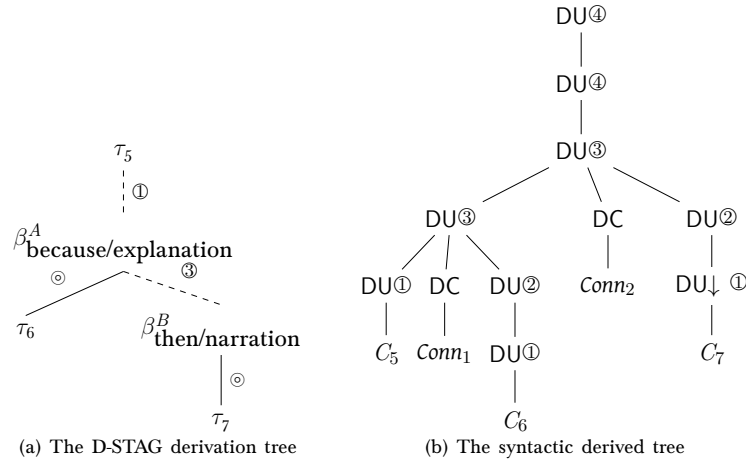 τ5
①
β^A because/explanation
◎ ③
τ6
β^B then/narration
◎
τ7
(a) The D-STAG derivation tree
DU④
DU④
DU③
DU③ DC DU②
DU① DC DU② Conn2 DU↓ ①
C5 Conn1 DU① C7
C6
(b) The syntactic derived tree